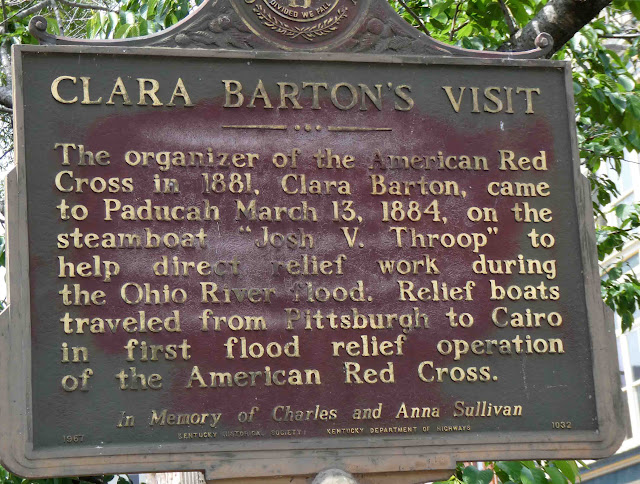 DIVIDED WE FALL
CLARA BARTON'S VISIT
The organizer of the American Red
Cross in 1881, Clara Barton, came
to Paducah March 13, 1884, on the
steamboat "Josh V. Throop" to
help direct relief work during
the Ohio River flood. Relief boats
traveled from Pittsburgh to Cairo
in first flood relief operation
of the American Red Cross.
In Memory of Charles and Anna Sullivan
1967 KENTUCKY HISTORICAL SOCIETY KENTUCKY DEPARTMENT OF HIGHWAYS 1032